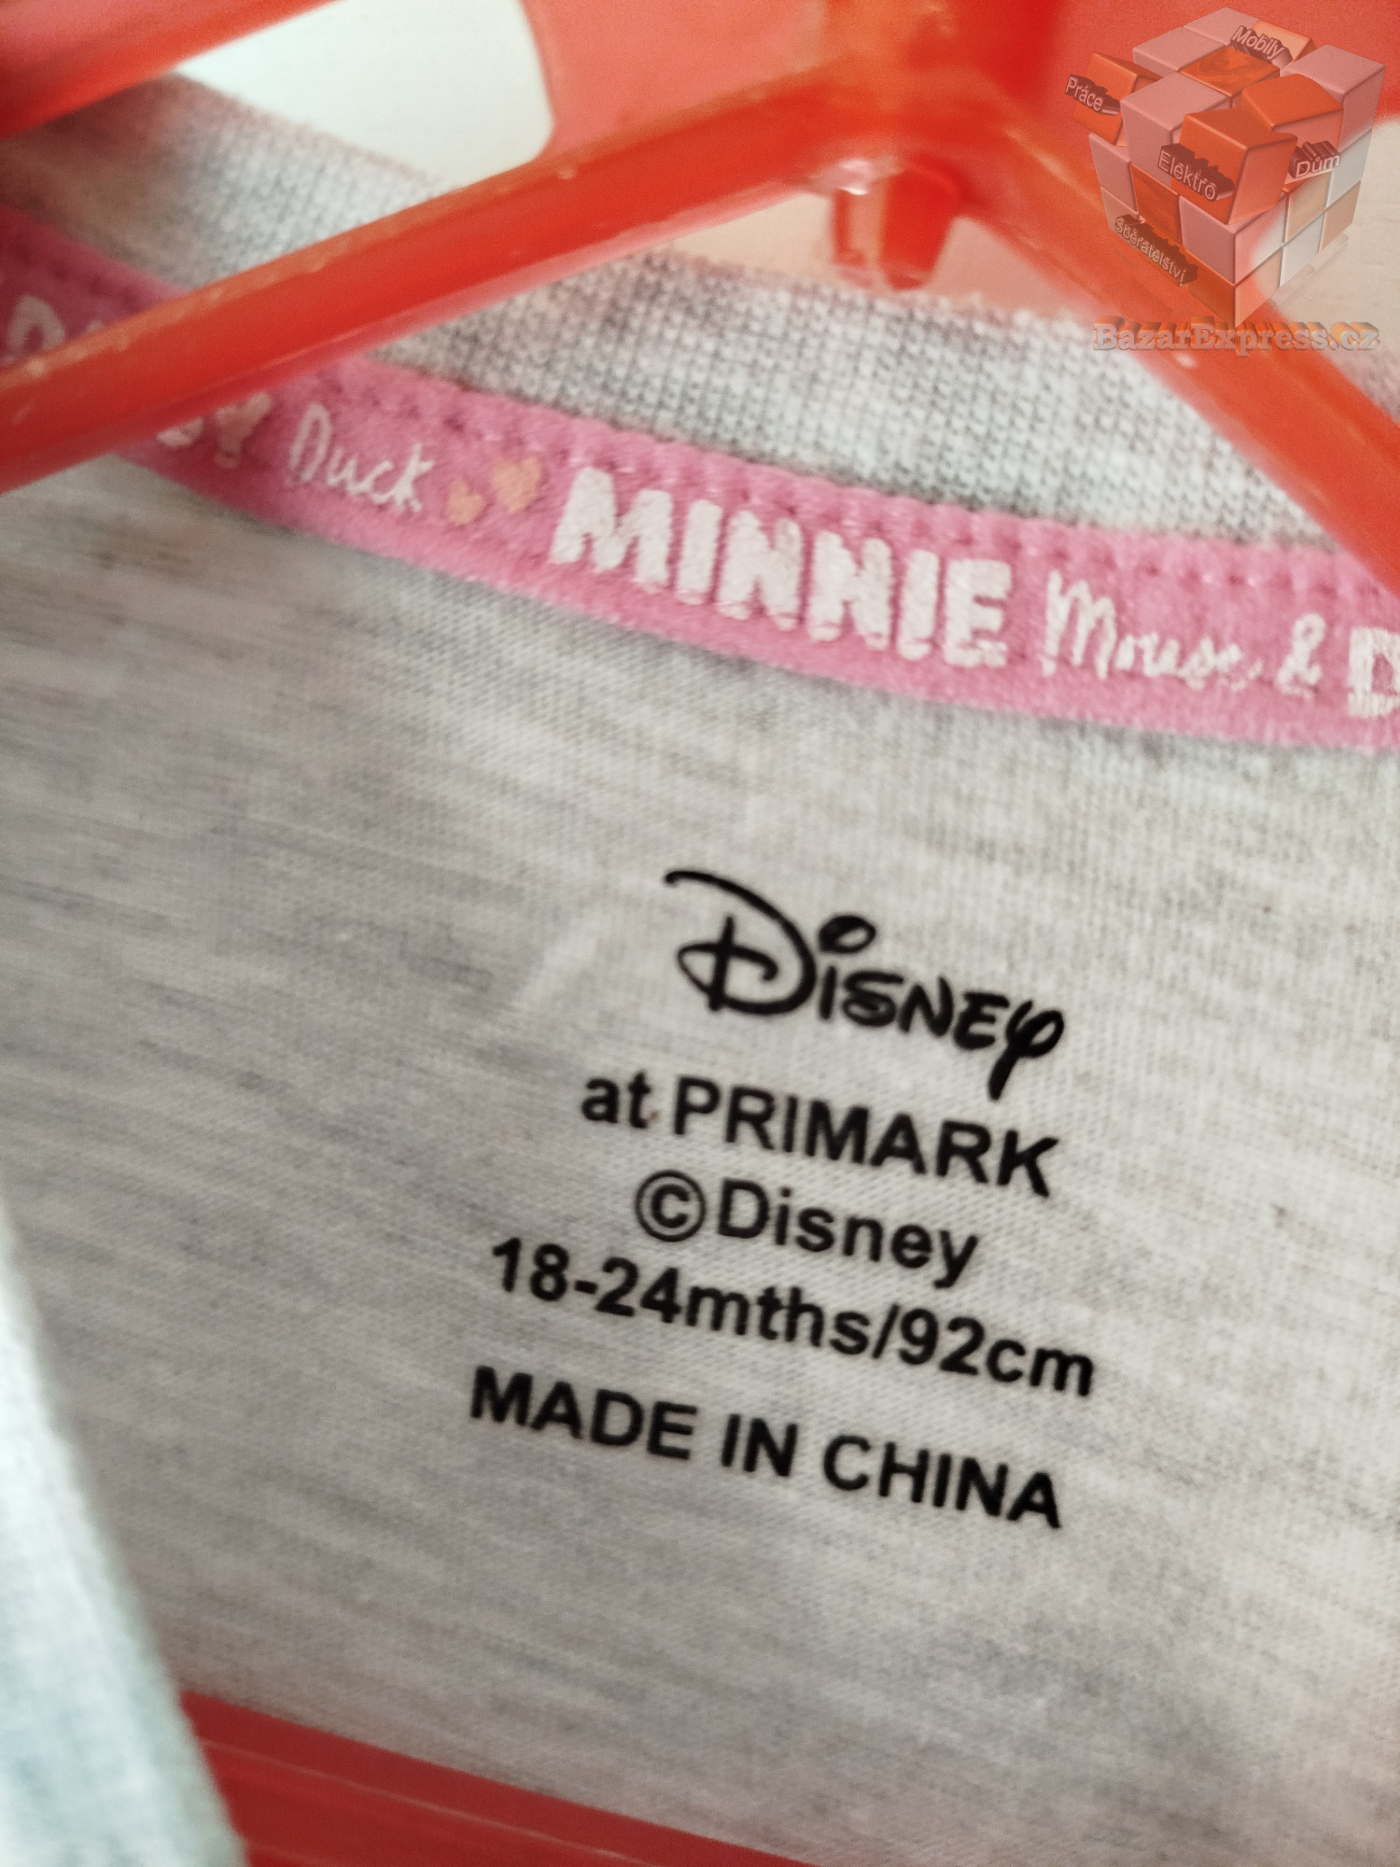 Mobily
Práce
Elektro
Dům
Sběratelství
BazarExpress.cz
Duck MINNIE Mouse & D
DISNEY
at PRIMARK
©Disney
18-24mths/92cm
MADE IN CHINA